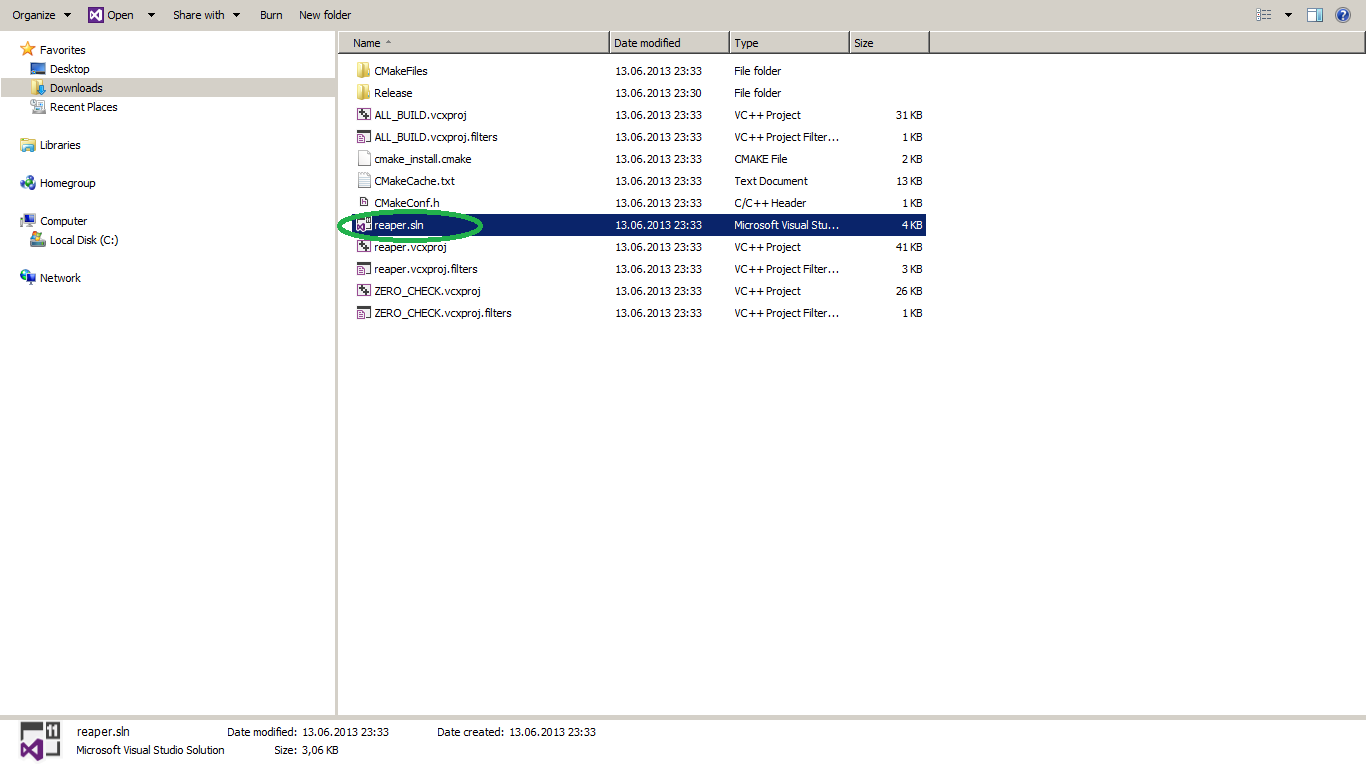 Organize Open Share with Burn New folder
Favorites
Desktop
Downloads
Recent Places
Libraries
Homegroup
Computer
Local Disk (C:)
Network
Name Date modified Type Size
CMakeFiles 13.06.2013 23:33 File folder
Release 13.06.2013 23:30 File folder
ALL_BUILD.vcxproj 13.06.2013 23:33 VC++ Project 31 KB
ALL_BUILD.vcxproj.filters 13.06.2013 23:33 VC++ Project Filter... 1 KB
cmake_install.cmake 13.06.2013 23:33 CMAKE File 2 KB
CMakeCache.txt 13.06.2013 23:33 Text Document 13 KB
CMakeConf.h 13.06.2013 23:33 C/C++ Header 1 KB
reaper.sln 13.06.2013 23:33 Microsoft Visual Stu... 4 KB
reaper.vcxproj 13.06.2013 23:33 VC++ Project 41 KB
reaper.vcxproj.filters 13.06.2013 23:33 VC++ Project Filter... 3 KB
ZERO_CHECK.vcxproj 13.06.2013 23:33 VC++ Project 26 KB
ZERO_CHECK.vcxproj.filters 13.06.2013 23:33 VC++ Project Filter... 1 KB
11
reaper.sln Date modified: 13.06.2013 23:33 Date created: 13.06.2013 23:33
Microsoft Visual Studio Solution Size: 3,06 KB